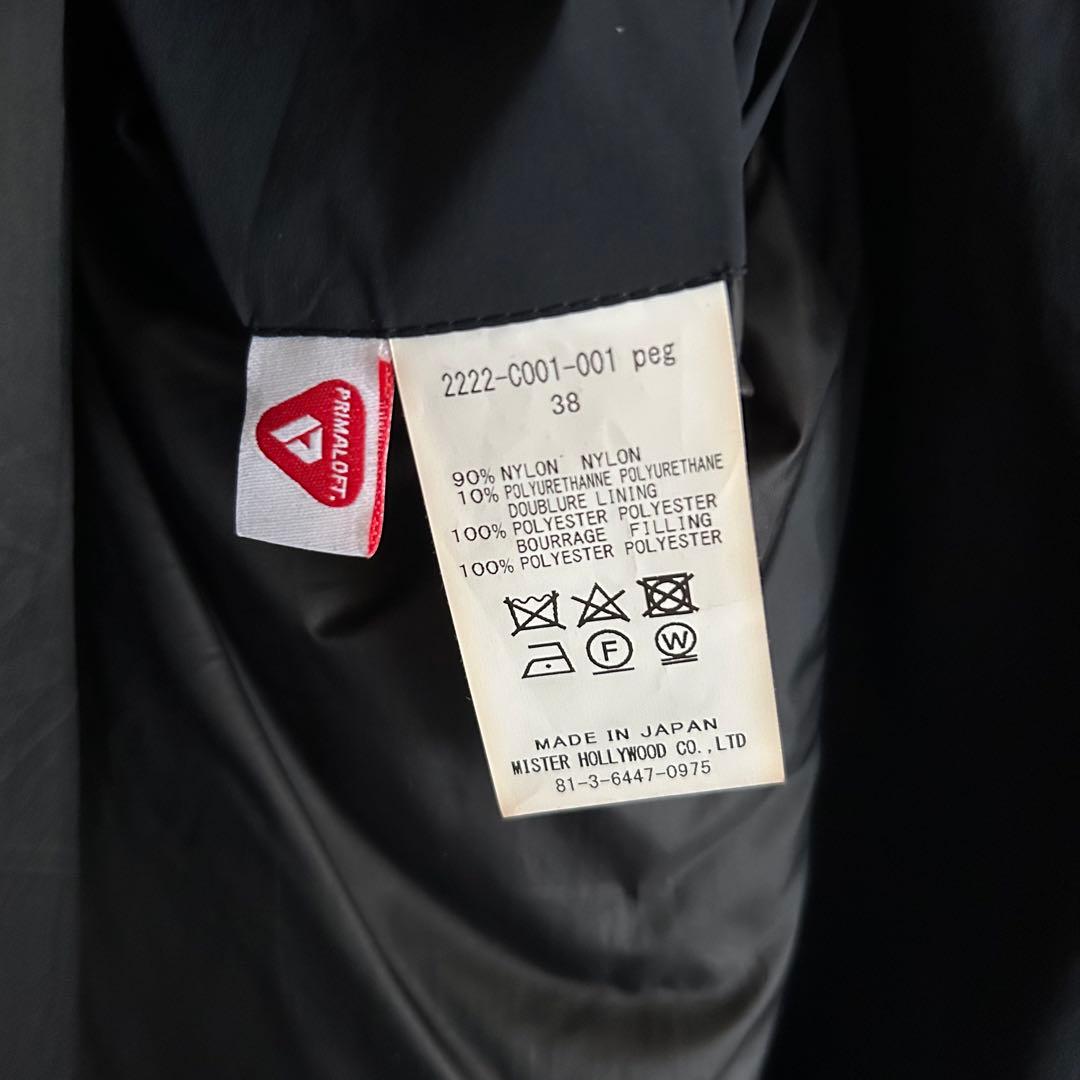 PRIMALOFT®
2222-C001-001 peg
38
90% NYLON NYLON
10% POLYURETHANNE POLYURETHANE
DOUBLURE LINING
100% POLYESTER POLYESTER
BOURRAGE FILLING
100% POLYESTER POLYESTER
F W
MADE IN JAPAN
MISTER HOLLYWOOD CO.,LTD
81-3-6447-0975